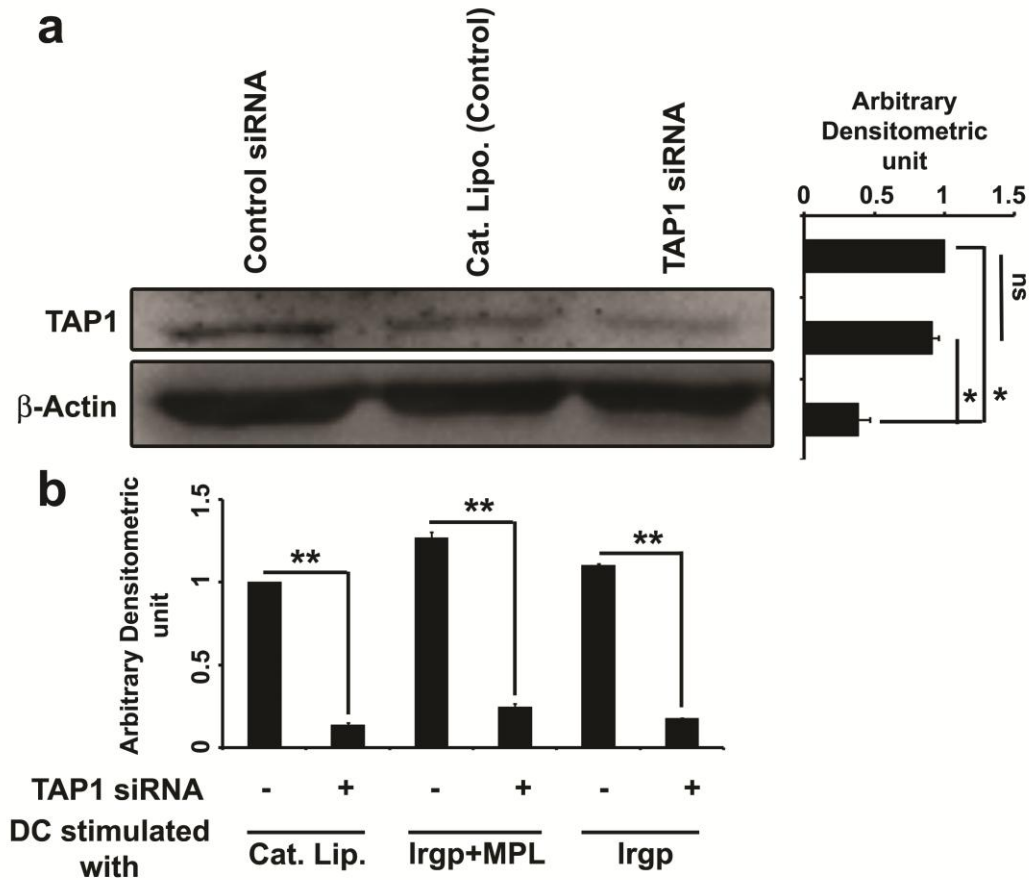 a
Control siRNA
Cat. Lipo. (Control)
TAP1 siRNA
Arbitrary
Densitometric
unit
0 0.5 1 1.5
TAP1
β-Actin
ns
*
*
b
Arbitrary Densitometric
unit
1.5
1
0.5
0
**
**
**
TAP1 siRNA - + - + - +
DC stimulated
with
Cat. Lip. Irgp+MPL Irgp